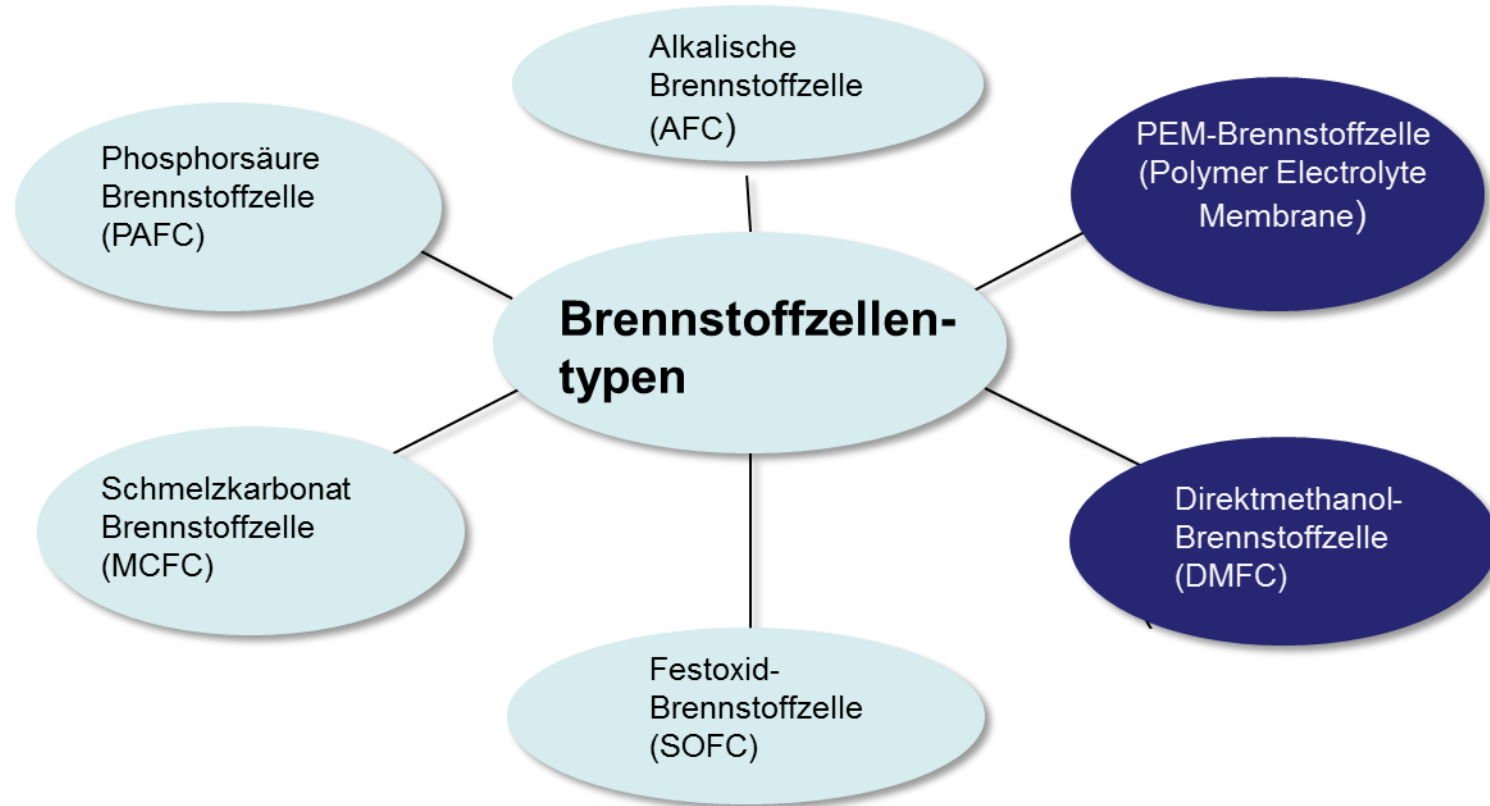 Alkalische
Brennstoffzelle
(AFC)
Phosphorsäure
Brennstoffzelle
(PAFC)
PEM-Brennstoffzelle
(Polymer Electrolyte
Membrane)
Brennstoffzellen-
typen
Schmelzkarbonat
Brennstoffzelle
(MCFC)
Direktmethanol-
Brennstoffzelle
(DMFC)
Festoxid-
Brennstoffzelle
(SOFC)